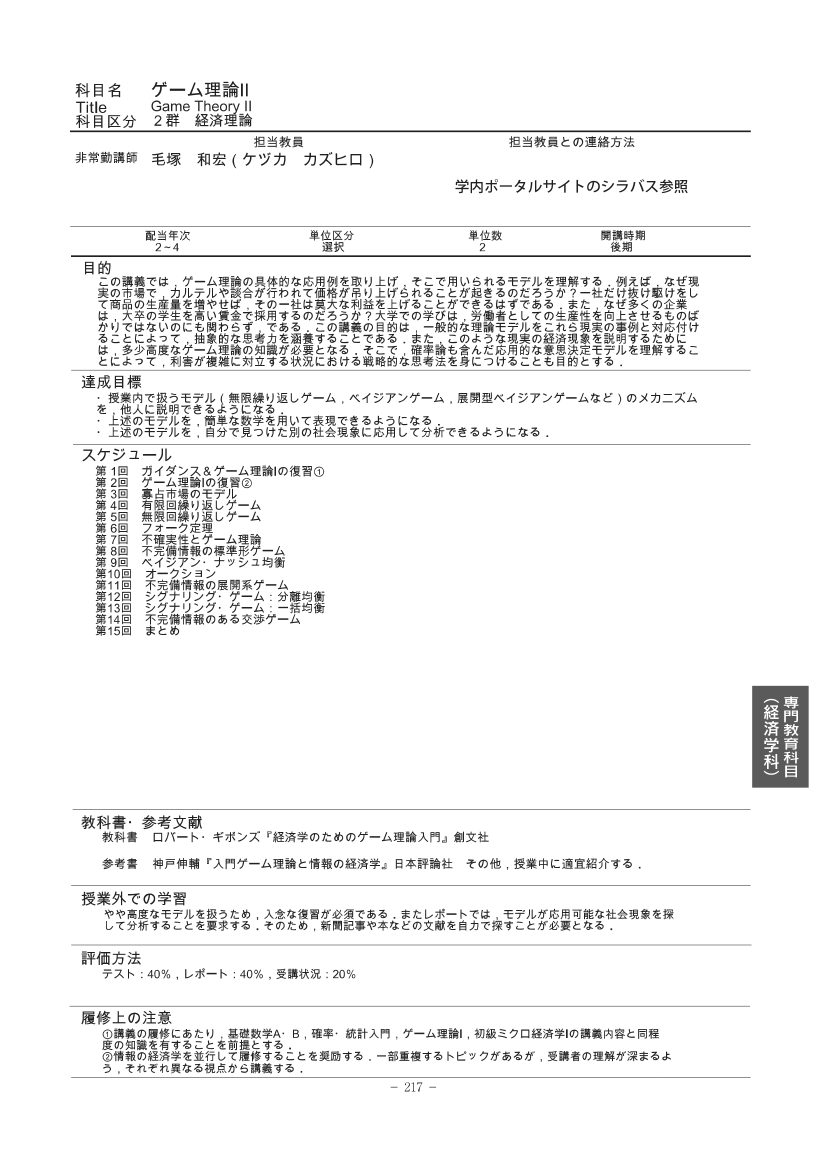 科目名　ゲーム理論II
Title　Game Theory II
科目区分　２群　経済理論
担当教員　担当教員との連絡方法
非常勤講師　毛塚　和宏（ケヅカ　カズヒロ）
学内ポータルサイトのシラバス参照
配当年次　単位区分　単位数　開講時期
2~4　選択　2　後期
目的
この講義では，ゲーム理論の具体的な応用例を取り上げ，そこで用いられるモデルを理解する．例えば，なぜ現
実の市場で，カルテルや談合が行われて価格が吊り上げられることが起きるのだろうか？一社だけ抜け駆けをし
て商品の生産量を増やせば，その一社は莫大な利益を上げることができるはずである．また，なぜ多くの企業
は，大卒の学生を高い賃金で採用するのだろうか？大学での学びは，労働者としての生産性を向上させるものば
かりではないのにも関わらず，である．この講義の目的は，一般的な理論モデルをこれら現実の事例と対応付け
ることによって，抽象的な思考力を涵養することである．また，このような現実の経済現象を説明するために
は，多少高度なゲーム理論の知識が必要となる．そこで，確率論も含んだ応用的な意思決定モデルを理解するこ
とによって，利害が複雑に対立する状況における戦略的な思考法を身につけることも目的とする．
達成目標
・授業内で扱うモデル（無限繰り返しゲーム，ベイジアンゲーム，展開型ベイジアンゲームなど）のメカニズム
を，他人に説明できるようになる．
・上述のモデルを，簡単な数学を用いて表現できるようになる．
・上述のモデルを，自分で見つけた別の社会現象に応用して分析できるようになる．
スケジュール
第 1回　ガイダンス＆ゲーム理論Iの復習①
第 2回　ゲーム理論Iの復習②
第 3回　寡占市場のモデル
第 4回　有限回繰り返しゲーム
第 5回　無限回繰り返しゲーム
第 6回　フォーク定理
第 7回　不確実性とゲーム理論
第 8回　不完備情報の標準形ゲーム
第 9回　ベイジアン・ナッシュ均衡
第10回　オークション
第11回　不完備情報の展開系ゲーム
第12回　シグナリング・ゲーム：分離均衡
第13回　シグナリング・ゲーム：一括均衡
第14回　不完備情報のある交渉ゲーム
第15回　まとめ
専門教育科目
（経済学科）
教科書・参考文献
教科書　ロバート・ギボンズ『経済学のためのゲーム理論入門』創文社
参考書　神戸伸輔『入門ゲーム理論と情報の経済学』日本評論社　その他，授業中に適宜紹介する．
授業外での学習
やや高度なモデルを扱うため，入念な復習が必須である．またレポートでは，モデルが応用可能な社会現象を探
して分析することを要求する．そのため，新聞記事や本などの文献を自力で探すことが必要となる．
評価方法
テスト：40%，レポート：40%，受講状況：20%
履修上の注意
①講義の履修にあたり，基礎数学A・B，確率・統計入門，ゲーム理論I，初級ミクロ経済学Iの講義内容と同程
度の知識を有することを前提とする．
②情報の経済学を並行して履修することを奨励する．一部重複するトピックがあるが，受講者の理解が深まるよ
う，それぞれ異なる視点から講義する．
－ 217 －